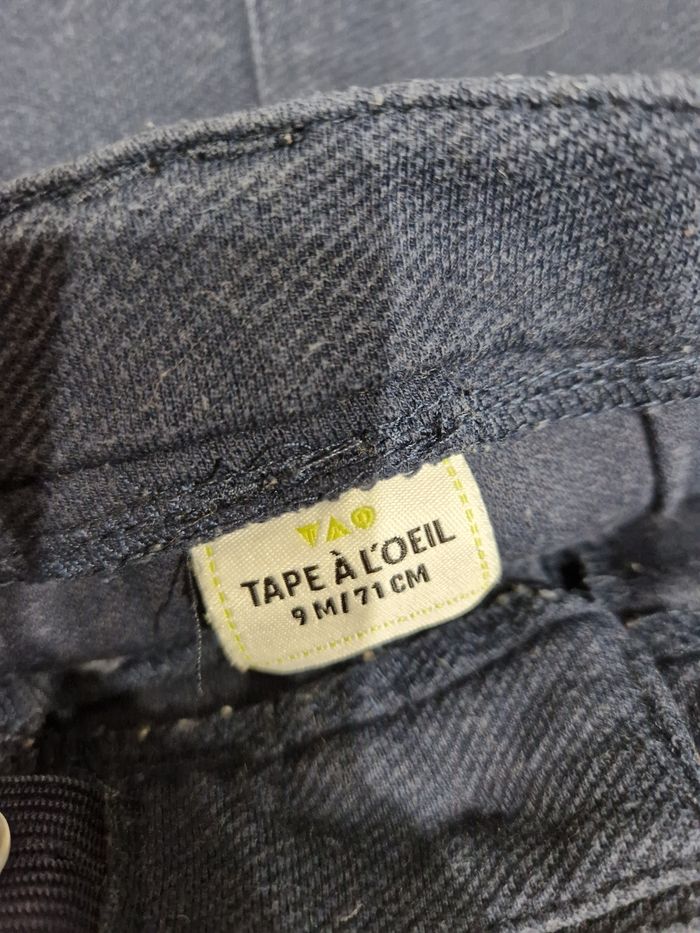 TAO
TAPE À L'OEIL
9 M/71 CM